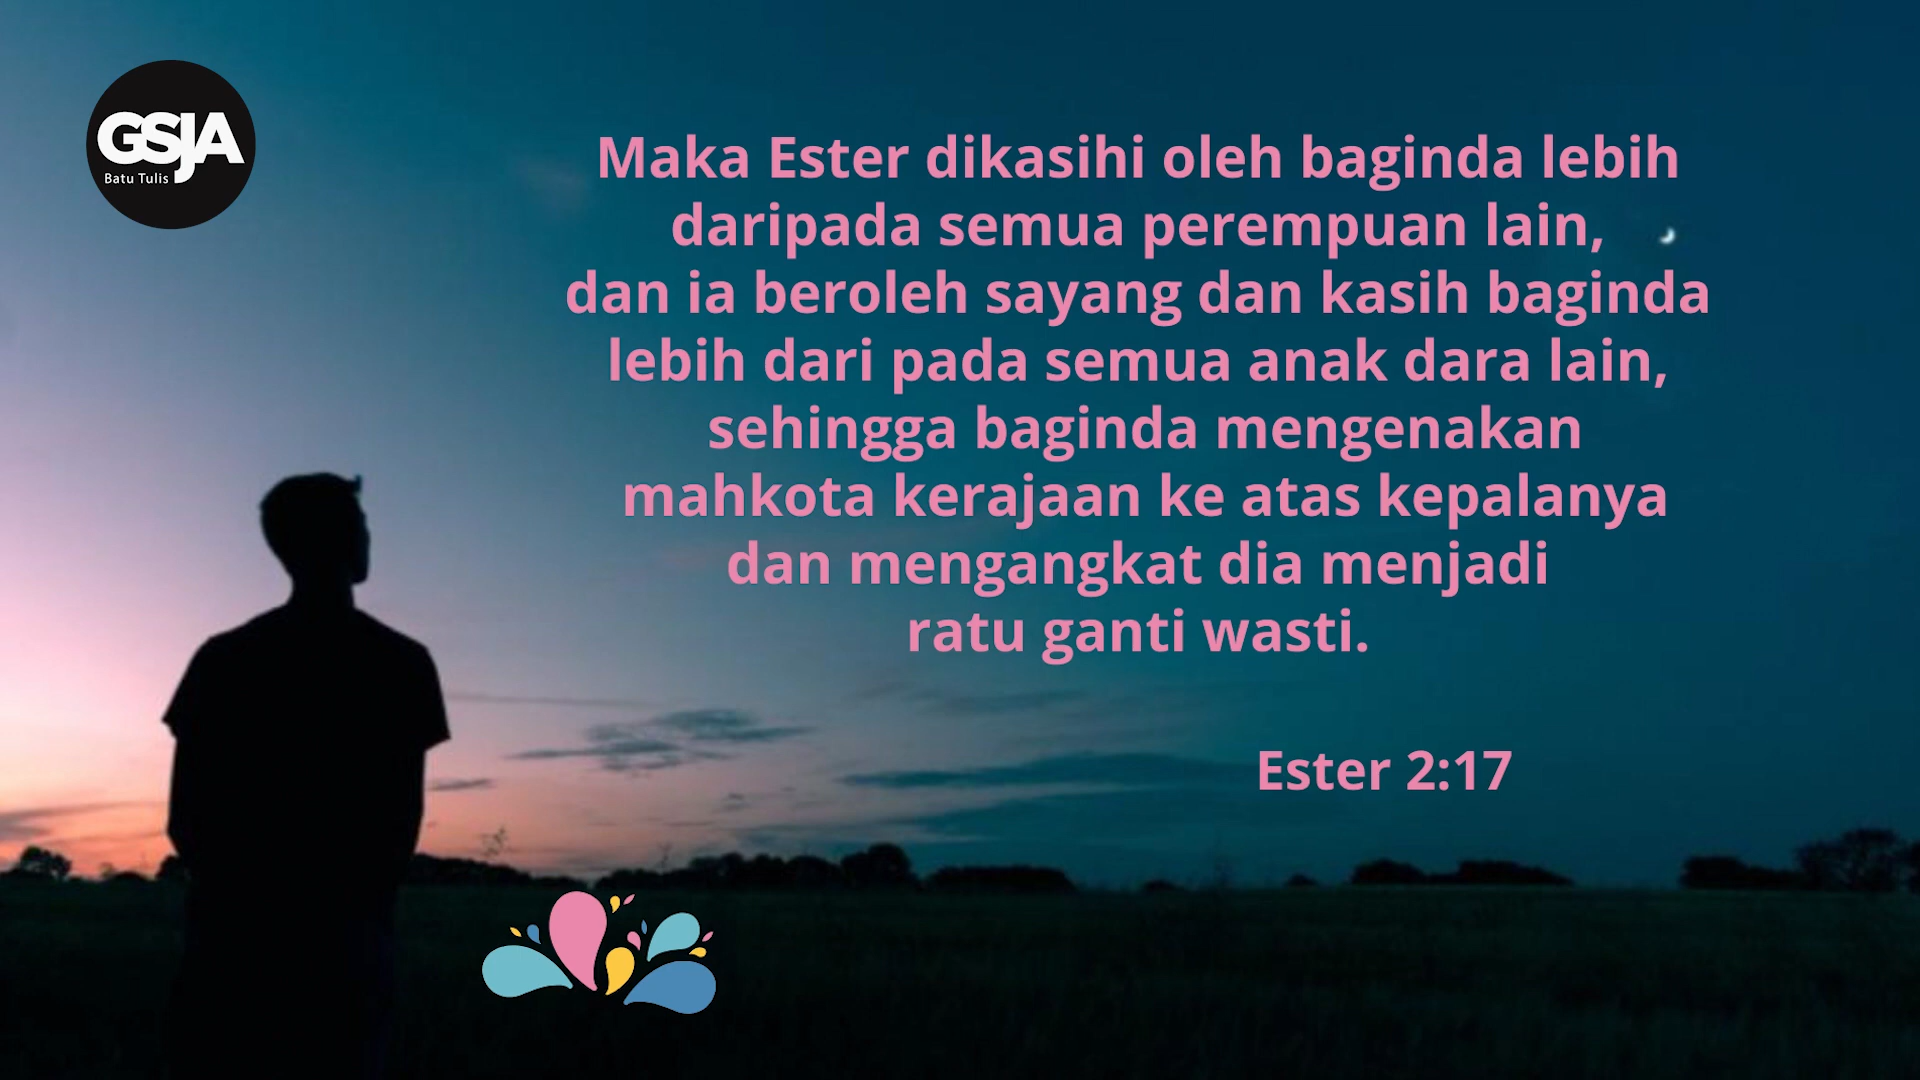 GSJA
Batu Tulis
Maka Ester dikasihi oleh baginda lebih
daripada semua perempuan lain,
dan ia beroleh sayang dan kasih baginda
lebih dari pada semua anak dara lain,
sehingga baginda mengenakan
mahkota kerajaan ke atas kepalanya
dan mengangkat dia menjadi
ratu ganti wasti.
Ester 2:17